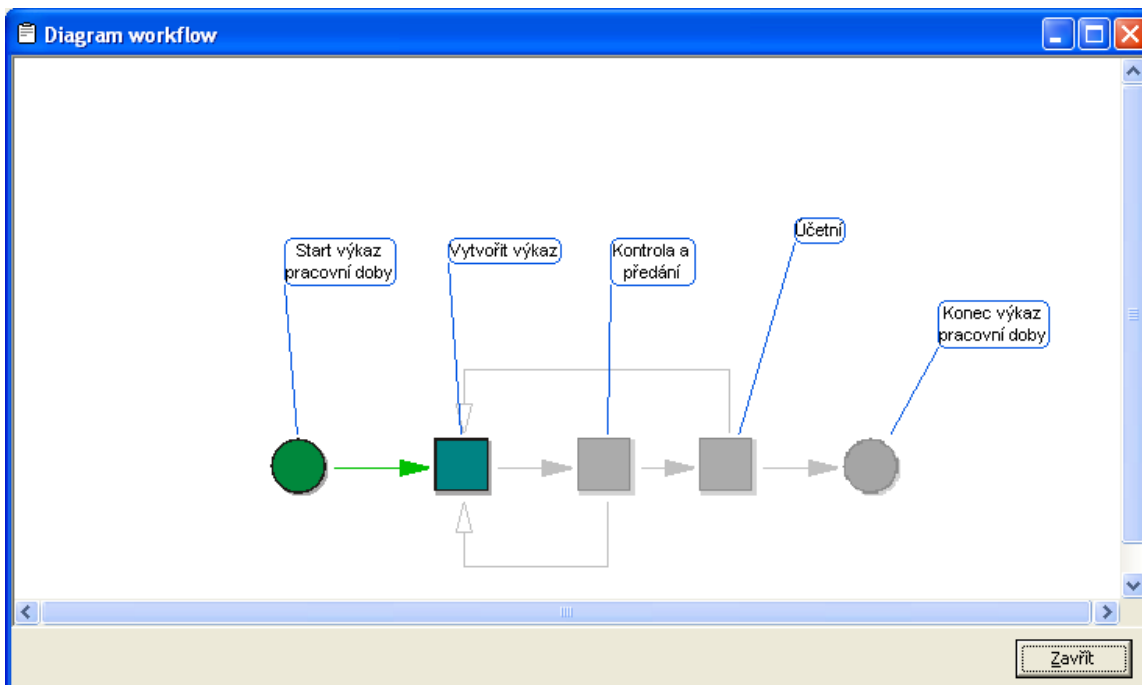 Diagram workflow
Start výkaz
pracovní doby
Vytvořit výkaz
Kontrola a
předání
Účetní
Konec výkaz
pracovní doby
Zavřít